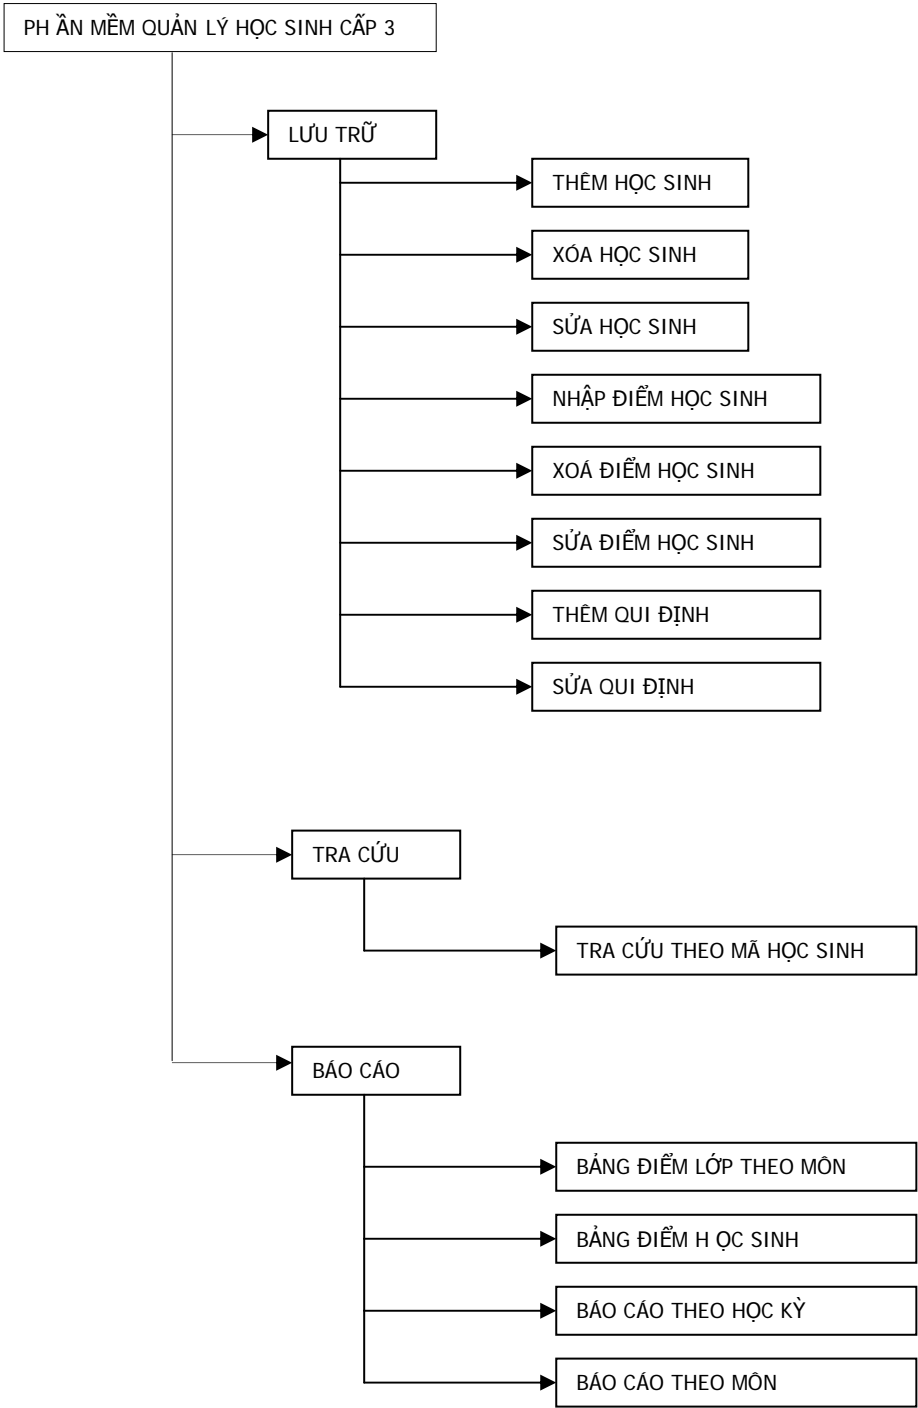 PH ẦN MỀM QUẢN LÝ HỌC SINH CẤP 3
LƯU TRỮ
THÊM HỌC SINH
XÓA HỌC SINH
SỬA HỌC SINH
NHẬP ĐIỂM HỌC SINH
XOÁ ĐIỂM HỌC SINH
SỬA ĐIỂM HỌC SINH
THÊM QUI ĐỊNH
SỬA QUI ĐỊNH
TRA CỨU
TRA CỨU THEO MÃ HỌC SINH
BÁO CÁO
BẢNG ĐIỂM LỚP THEO MÔN
BẢNG ĐIỂM H ỌC SINH
BÁO CÁO THEO HỌC KỲ
BÁO CÁO THEO MÔN